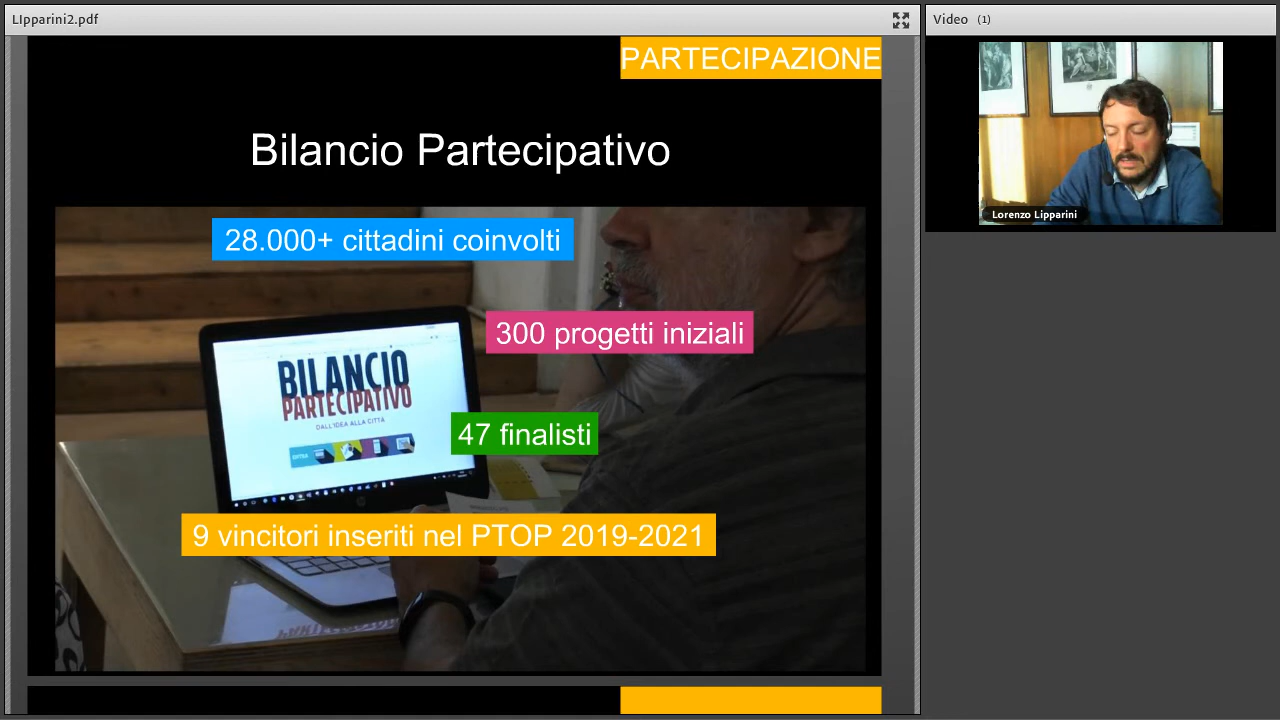 LIpparini2.pdf
Video (1)
PARTECIPAZIONE
Bilancio Partecipativo
28.000+ cittadini coinvolti
300 progetti iniziali
BILANCIO
PARTECIPATIVO
DALL'IDEA ALLA CITTÀ
47 finalisti
9 vincitori inseriti nel PTOP 2019-2021
Lorenzo Lipparini